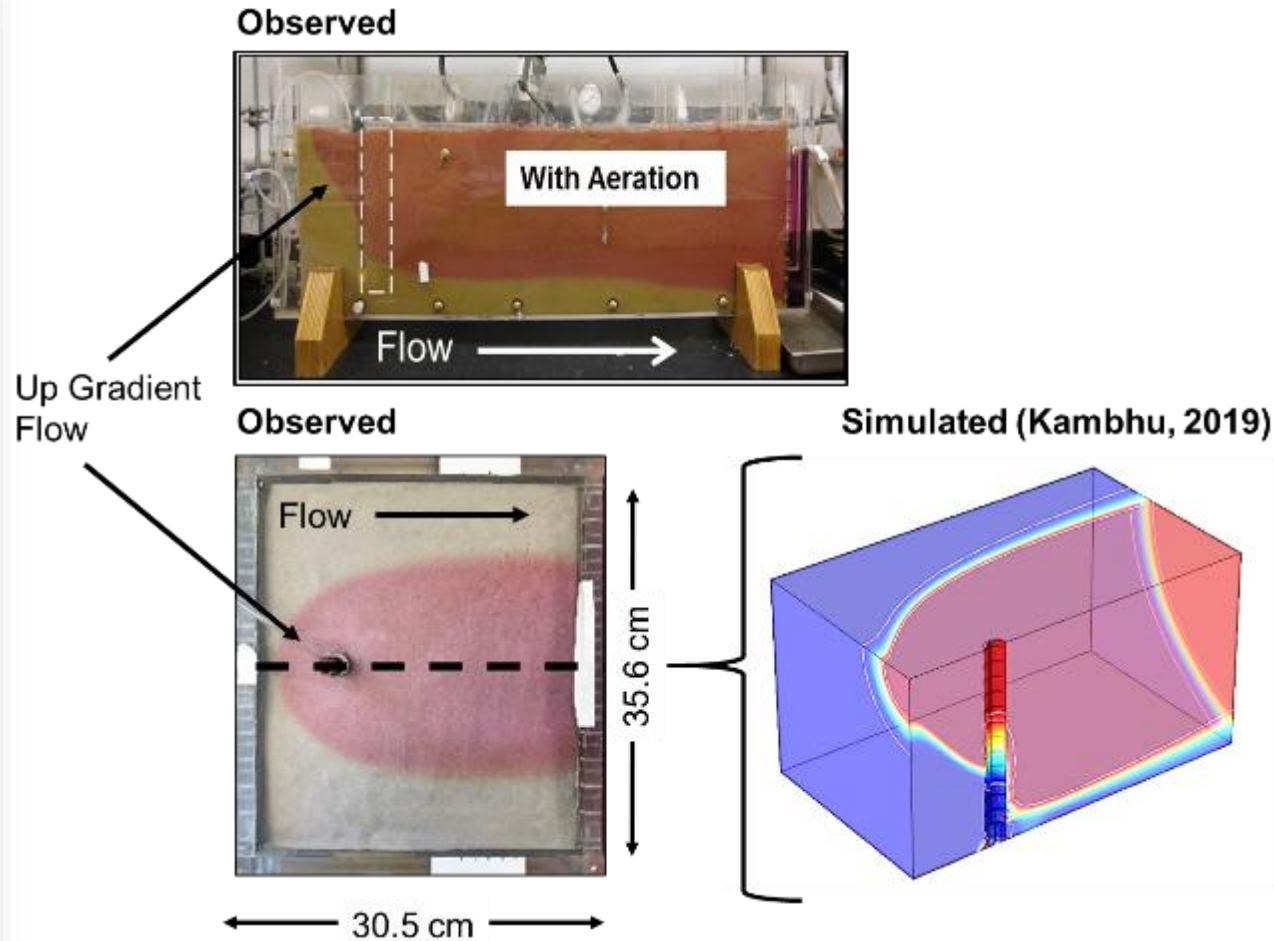 Observed
With Aeration
Flow
Up Gradient
Flow
Observed
Simulated (Kambhu, 2019)
Flow
35.6 cm
30.5 cm